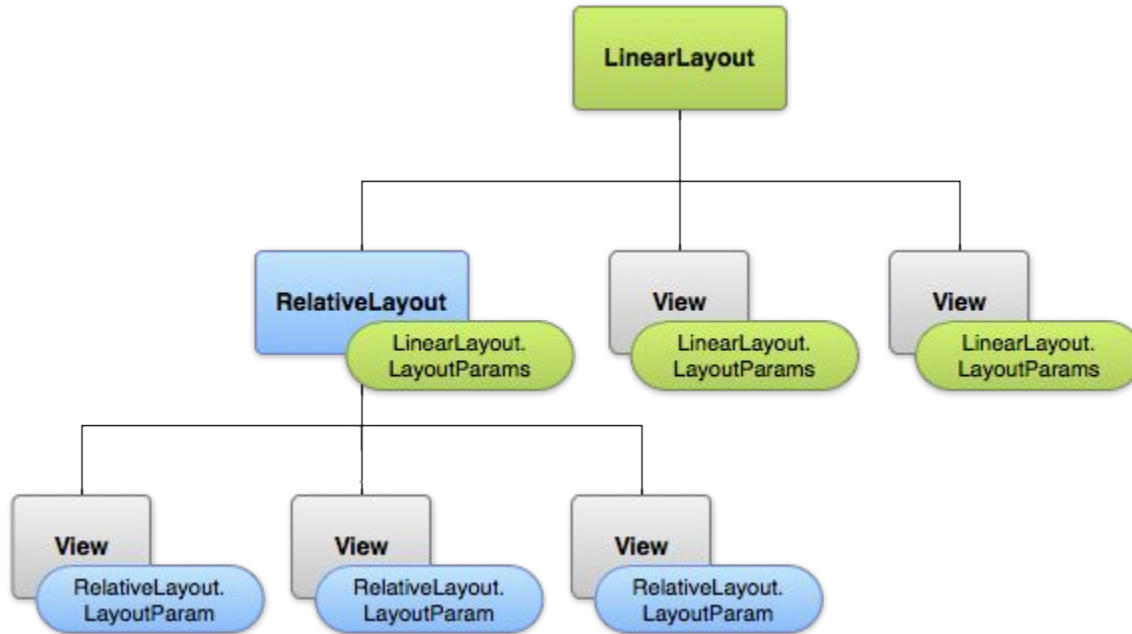 LinearLayout
RelativeLayout
LinearLayout.
LayoutParams
View
LinearLayout.
LayoutParams
View
LinearLayout.
LayoutParams
View
RelativeLayout.
LayoutParam
View
RelativeLayout.
LayoutParam
View
RelativeLayout.
LayoutParam